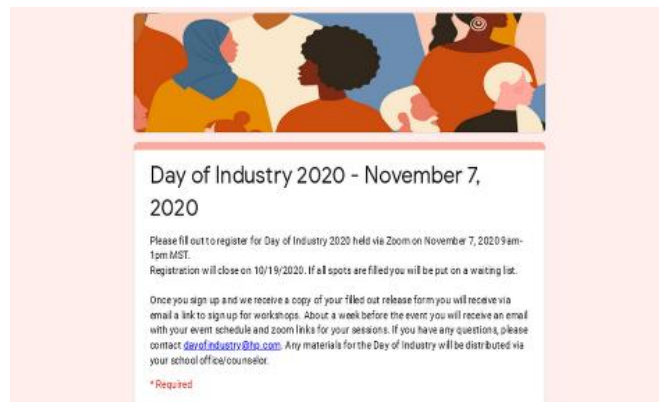 Day of Industry 2020 - November 7,
2020
Please fill out to register for Day of Industry 2020 held via Zoom on November 7, 2020 9am-
1pm MST.
Registration will close on 10/19/2020. If all spots are filled you will be put on a waiting list.
Once you sign up and we receive a copy of your filled out release form you will receive via
email a link to sign up for workshops. About a week before the event you will receive an email
with your event schedule and zoom links for your sessions. If you have any questions, please
contact dayofindustry@hp.com. Any materials for the Day of Industry will be distributed via
your school office/counselor.
* Required